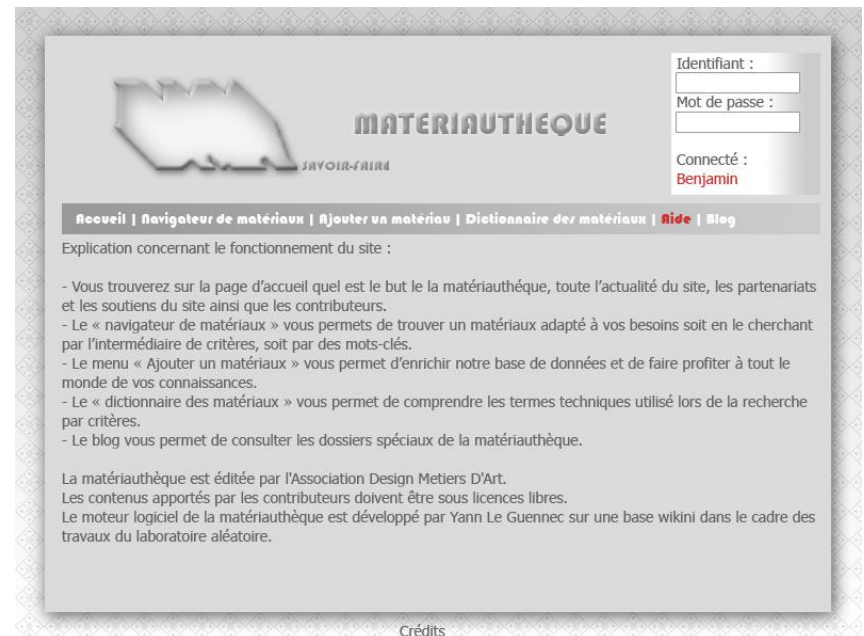 Identifiant :
Mot de passe :
MATERIAUTHEQUE
SAVOIR-FAIRE
Connecté :
Benjamin
Accueil | Navigateur de matériaux | Ajouter un matériau | Dictionnaire des matériaux | Aide | Blog
Explication concernant le fonctionnement du site :
- Vous trouverez sur la page d'accueil quel est le but le la matériauthéque, toute l'actualité du site, les partenariats
et les soutiens du site ainsi que les contributeurs.
- Le « navigateur de matériaux » vous permets de trouver un matériaux adapté à vos besoins soit en le cherchant
par l'intermédiaire de critères, soit par des mots-clés.
- Le menu « Ajouter un matériaux » vous permet d'enrichir notre base de données et de faire profiter à tout le
monde de vos connaissances.
- Le « dictionnaire des matériaux » vous permet de comprendre les termes techniques utilisé lors de la recherche
par critères.
- Le blog vous permet de consulter les dossiers spéciaux de la matériauthèque.
La matériauthèque est éditée par l'Association Design Metiers D'Art.
Les contenus apportés par les contributeurs doivent être sous licences libres.
Le moteur logiciel de la matériauthèque est développé par Yann Le Guennec sur une base wikini dans le cadre des
travaux du laboratoire aléatoire.
Crédits